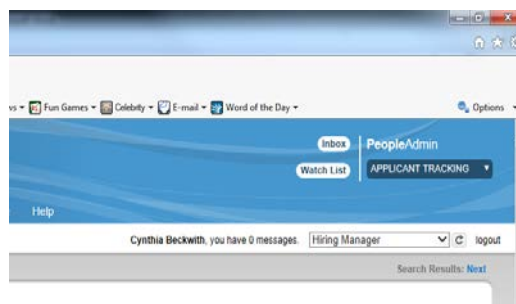 Fun Games Celebrity E-mail Word of the Day Options
Inbox PeopleAdmin
Watch List APPLICANT TRACKING
Help
Cynthia Beckwith, you have 0 messages. Hiring Manager logout
Search Results: Next